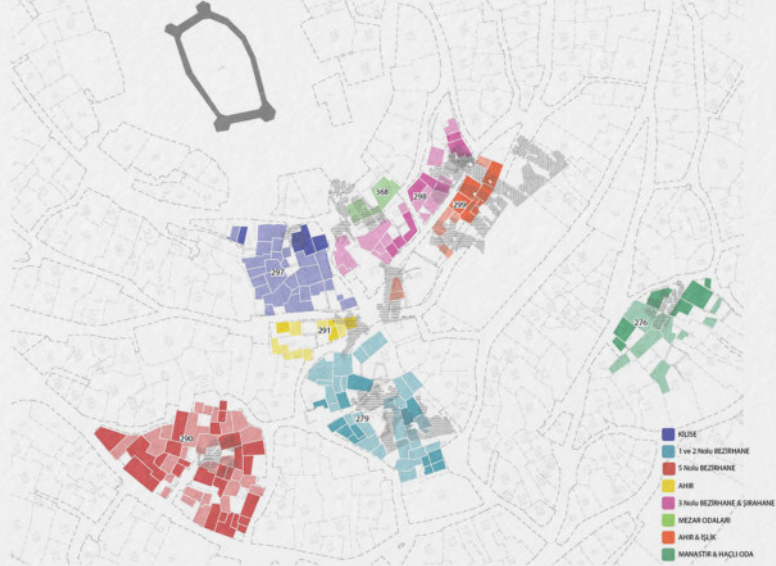 368
298
299
297
276
291
279
290
KİLİSE
1 ve 2 Nolu BEZİRHANE
5 Nolu BEZİRHANE
AHIR
3 Nolu BEZİRHANE & ŞIRAHANE
MEZAR ODALARI
AHIR & İŞLİK
MANASTIR & HAÇLI ODA